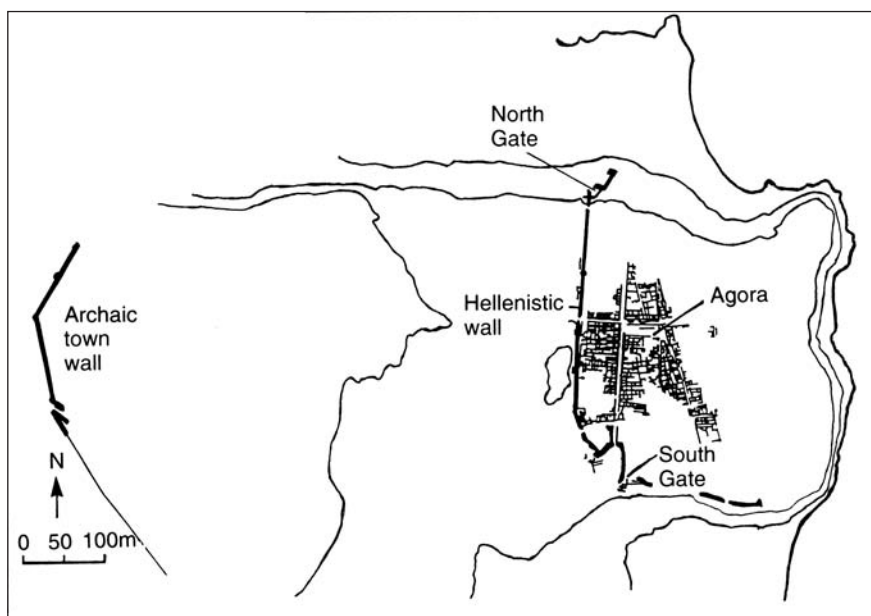 North
Gate
Hellenistic
wall
Agora
Archaic
town
wall
South
Gate
N
0 50 100m